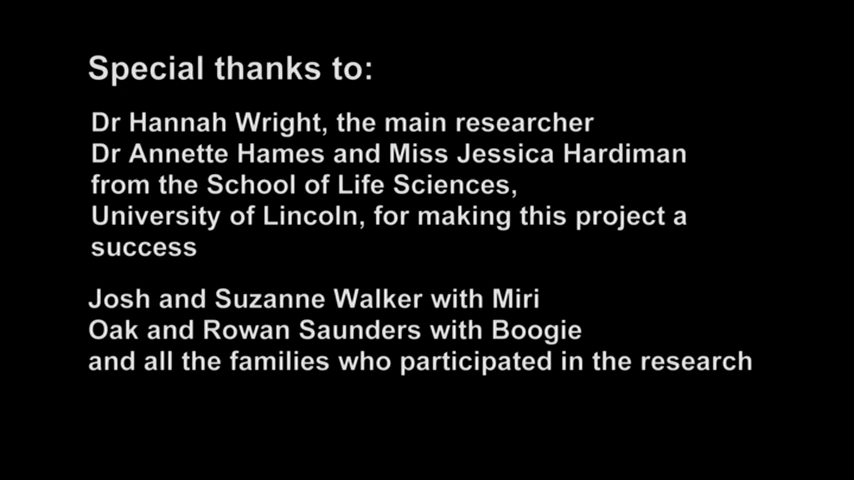 Special thanks to:
Dr Hannah Wright, the main researcher
Dr Annette Hames and Miss Jessica Hardiman
from the School of Life Sciences,
University of Lincoln, for making this project a
success
Josh and Suzanne Walker with Miri
Oak and Rowan Saunders with Boogie
and all the families who participated in the research